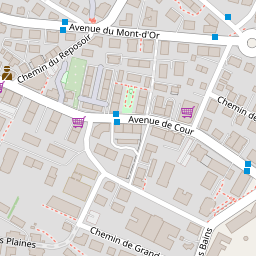 Avenue du Mont-d'Or
Chemin du Reposoir
Chemin de
Avenue de Cour
s Plaines
Chemin de Grand
s Bains